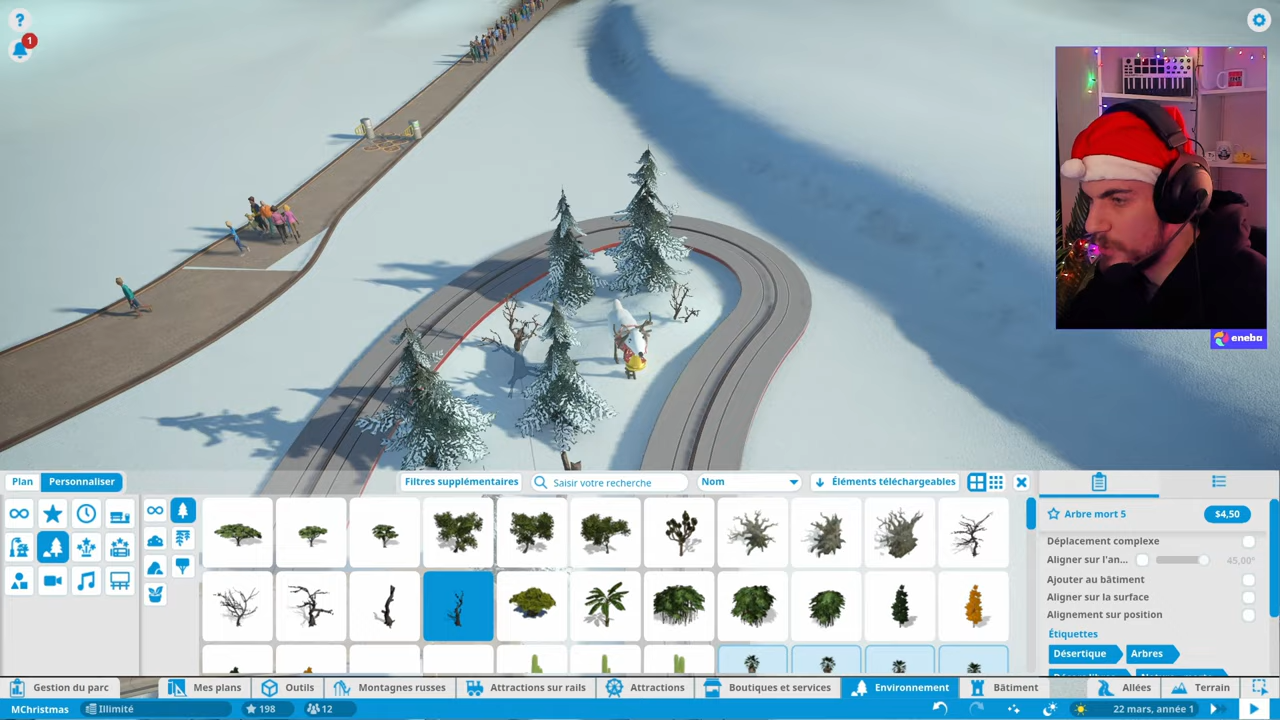 ?
1
eneba
Plan
Personnaliser
Filtres supplémentaires
Saisir votre recherche
Nom
Éléments téléchargeables
Arbre mort 5
$4,50
Déplacement complexe
Aligner sur l'an...
45,00°
Ajouter au bâtiment
Aligner sur la surface
Alignement sur position
Étiquettes
Désertique
Arbres
Gestion du parc
Mes plans
Outils
Montagnes russes
Attractions sur rails
Attractions
Boutiques et services
Environnement
Bâtiment
Allées
Terrain
MChristmas
Illimité
198
12
22 mars, année 1